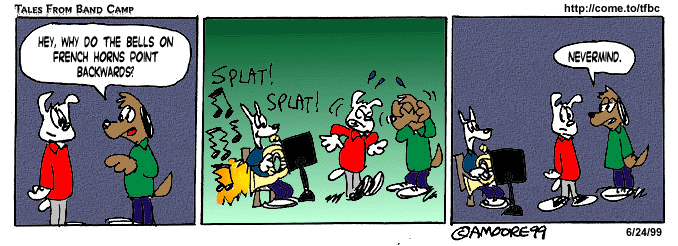 TALES FROM BAND CAMP
http://come.to/tfbc
HEY, WHY DO THE BELLS ON
FRENCH HORNS POINT
BACKWARDS?
SPLAT!
SPLAT!
NEVERMIND.
©AMOORE99
6/24/99